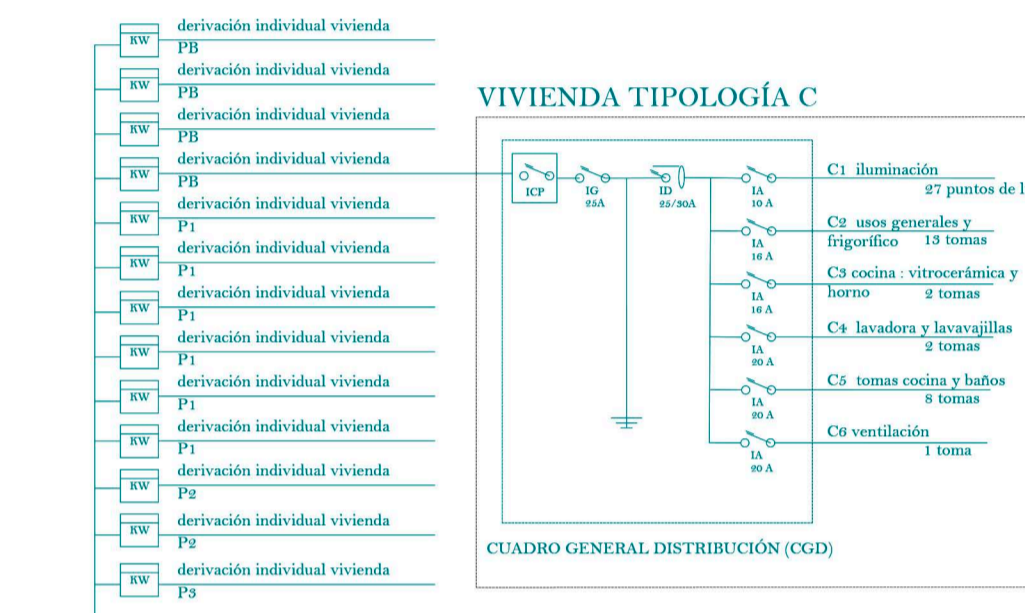 KW
derivación individual vivienda
PB
KW
derivación individual vivienda
PB
KW
derivación individual vivienda
PB
KW
derivación individual vivienda
PB
KW
derivación individual vivienda
P1
KW
derivación individual vivienda
P1
KW
derivación individual vivienda
P1
KW
derivación individual vivienda
P1
KW
derivación individual vivienda
P1
KW
derivación individual vivienda
P1
KW
derivación individual vivienda
P2
KW
derivación individual vivienda
P2
KW
derivación individual vivienda
P3
VIVIENDA TIPOLOGÍA C
ICP
IG
25A
ID
25/30A
IA
10 A
C1 iluminación
27 puntos de l
IA
16 A
C2 usos generales y
frigorífico 13 tomas
IA
16 A
C3 cocina : vitrocerámica y
horno 2 tomas
IA
20 A
C4 lavadora y lavavajillas
2 tomas
IA
20 A
C5 tomas cocina y baños
8 tomas
IA
20 A
C6 ventilación
1 toma
CUADRO GENERAL DISTRIBUCIÓN (CGD)